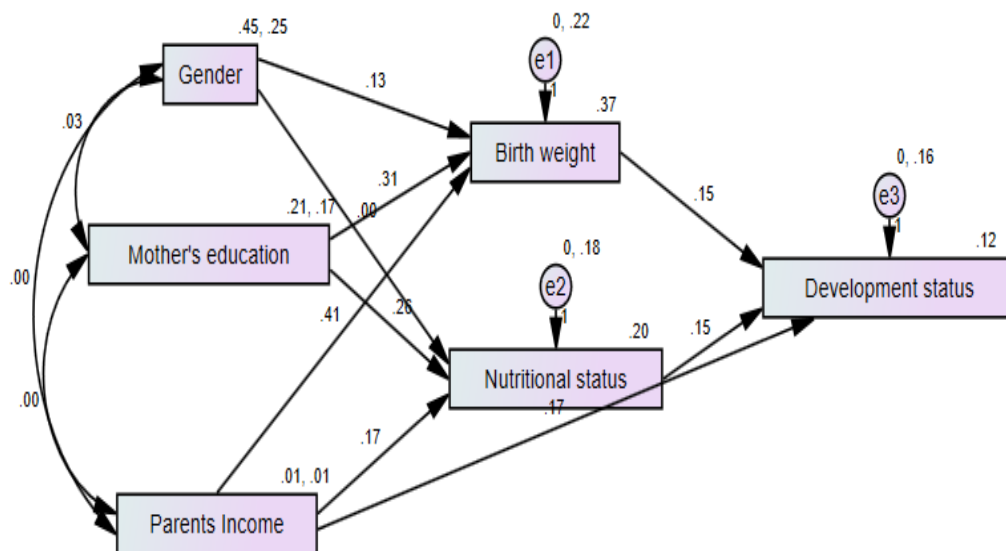 .45, .25
0, .22
e1
Gender
.13
1
.37
.03
Birth weight
0, .16
.31
e3
.21, .17
.00
.15
1
Mother's education
0, .18
.12
.00
e2
Development status
.41
.26
1
.20
.15
Nutritional status
.00
.17
.17
.01, .01
Parents Income